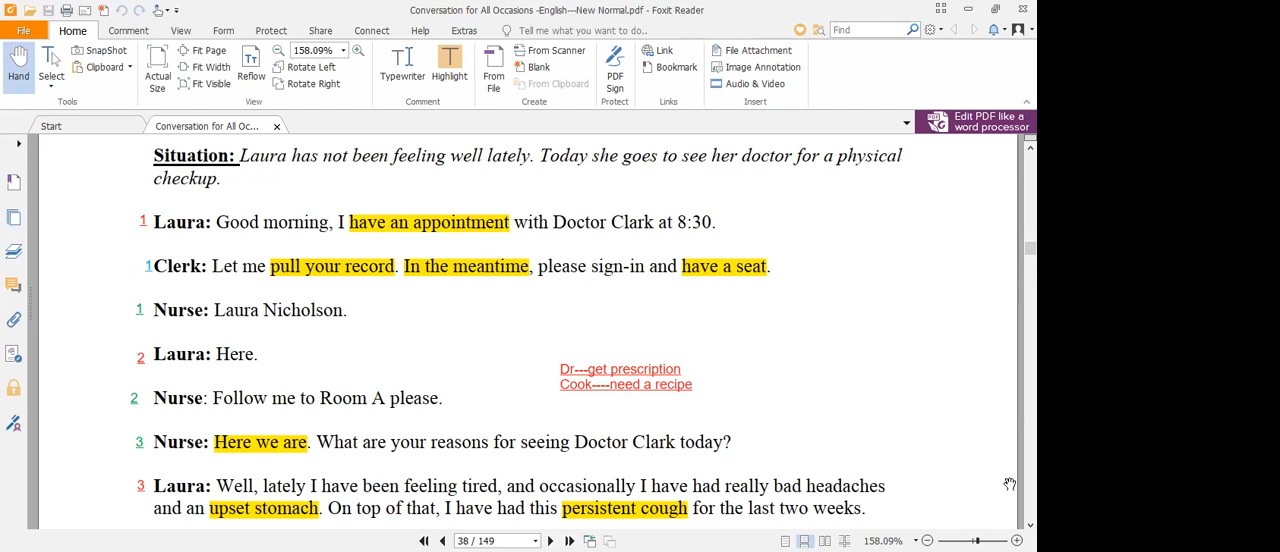 Conversation for All Occasions -English---New Normal.pdf - Foxit Reader
File Home Comment View Form Protect Share Connect Help Extras Tell me what you want to do.. Find
Hand
Select
SnapShot
Clipboard
Tools
Actual Size
Fit Page
Fit Width
Fit Visible
Reflow
158.09%
Rotate Left
Rotate Right
View
Typewriter
Highlight
Comment
From File
From Scanner
Blank
From Clipboard
Create
PDF Sign
Protect
Link
Bookmark
Links
File Attachment
Image Annotation
Audio & Video
Insert
Start
Conversation for All Occ...
Edit PDF like a
word processor
Situation: Laura has not been feeling well lately. Today she goes to see her doctor for a physical
checkup.
1 Laura: Good morning, I have an appointment with Doctor Clark at 8:30.
1 Clerk: Let me pull your record. In the meantime, please sign-in and have a seat.
1 Nurse: Laura Nicholson.
2 Laura: Here.
Dr---get prescription
Cook----need a recipe
2 Nurse: Follow me to Room A please.
3 Nurse: Here we are. What are your reasons for seeing Doctor Clark today?
3 Laura: Well, lately I have been feeling tired, and occasionally I have had really bad headaches
and an upset stomach. On top of that, I have had this persistent cough for the last two weeks.
38 / 149
158.09%